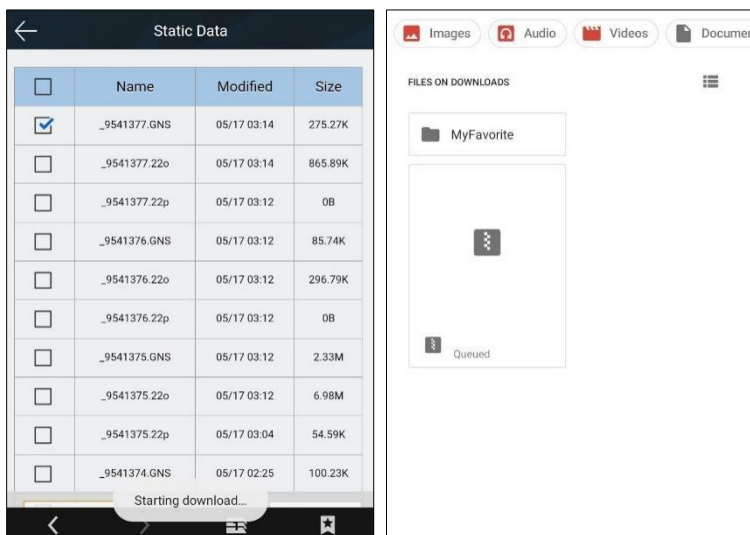 Static Data
Name Modified Size
_9541377.GNS 05/17 03:14 275.27K
_9541377.22o 05/17 03:14 865.89K
_9541377.22p 05/17 03:12 0B
_9541376.GNS 05/17 03:12 85.74K
_9541376.22o 05/17 03:12 296.79K
_9541376.22p 05/17 03:12 0B
_9541375.GNS 05/17 03:12 2.33M
_9541375.22o 05/17 03:12 6.98M
_9541375.22p 05/17 03:04 54.59K
_9541374.GNS 05/17 02:25 100.23K
Starting download...
Images Audio Videos Documen
FILES ON DOWNLOADS
MyFavorite
Queued